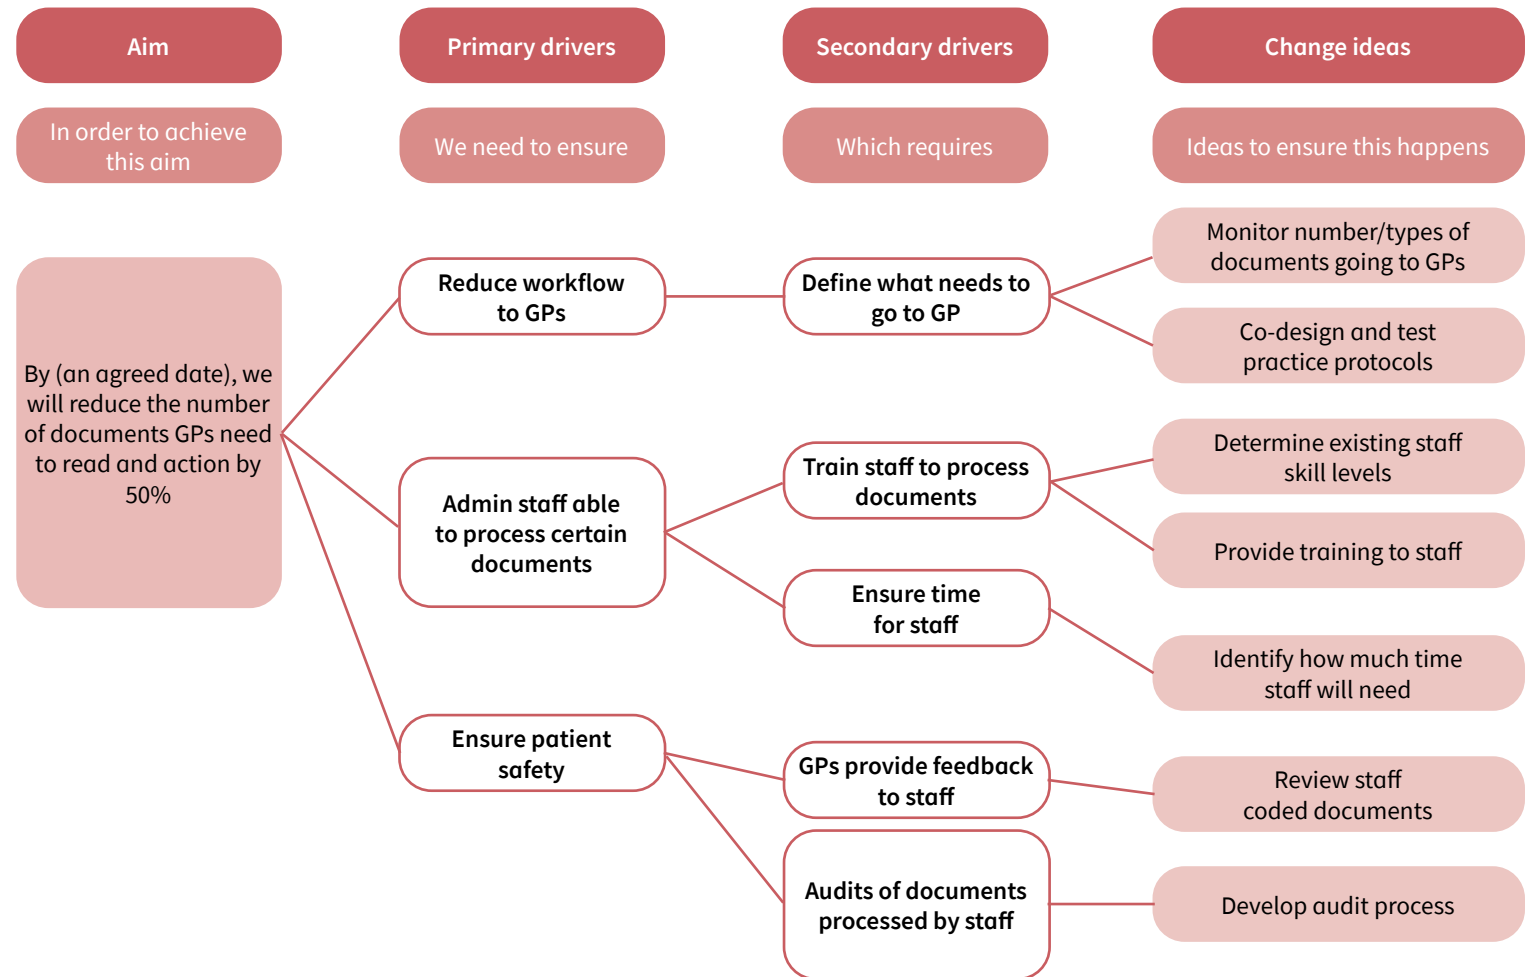 Aim
Primary drivers
Secondary drivers
Change ideas
In order to achieve
this aim
We need to ensure
Which requires
Ideas to ensure this happens
By (an agreed date), we
will reduce the number
of documents GPs need
to read and action by
50%
Reduce workflow
to GPs
Admin staff able
to process certain
documents
Ensure patient
safety
Define what needs to
go to GP
Train staff to process
documents
Ensure time
for staff
GPs provide feedback
to staff
Audits of documents
processed by staff
Monitor number/types of
documents going to GPs
Co-design and test
practice protocols
Determine existing staff
skill levels
Provide training to staff
Identify how much time
staff will need
Review staff
coded documents
Develop audit process